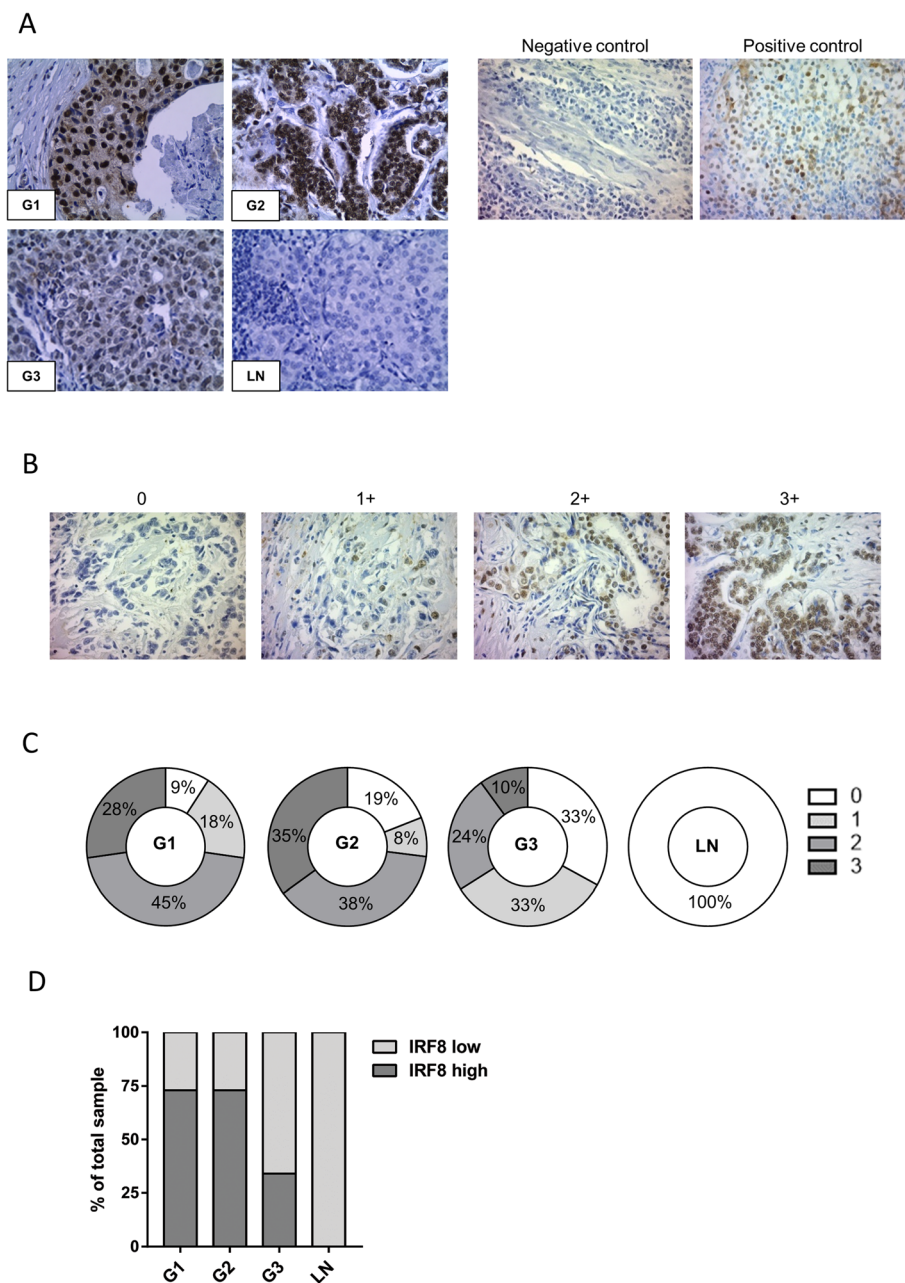 A
Negative control
Positive control
G1
G2
G3
LN
B
0
1+
2+
3+
C
9%
18%
45%
28%
G1
19%
8%
38%
35%
G2
33%
33%
24%
10%
G3
100%
LN
0
1
2
3
D
% of total sample
100
75
50
25
0
G1
G2
G3
LN
IRF8 low
IRF8 high